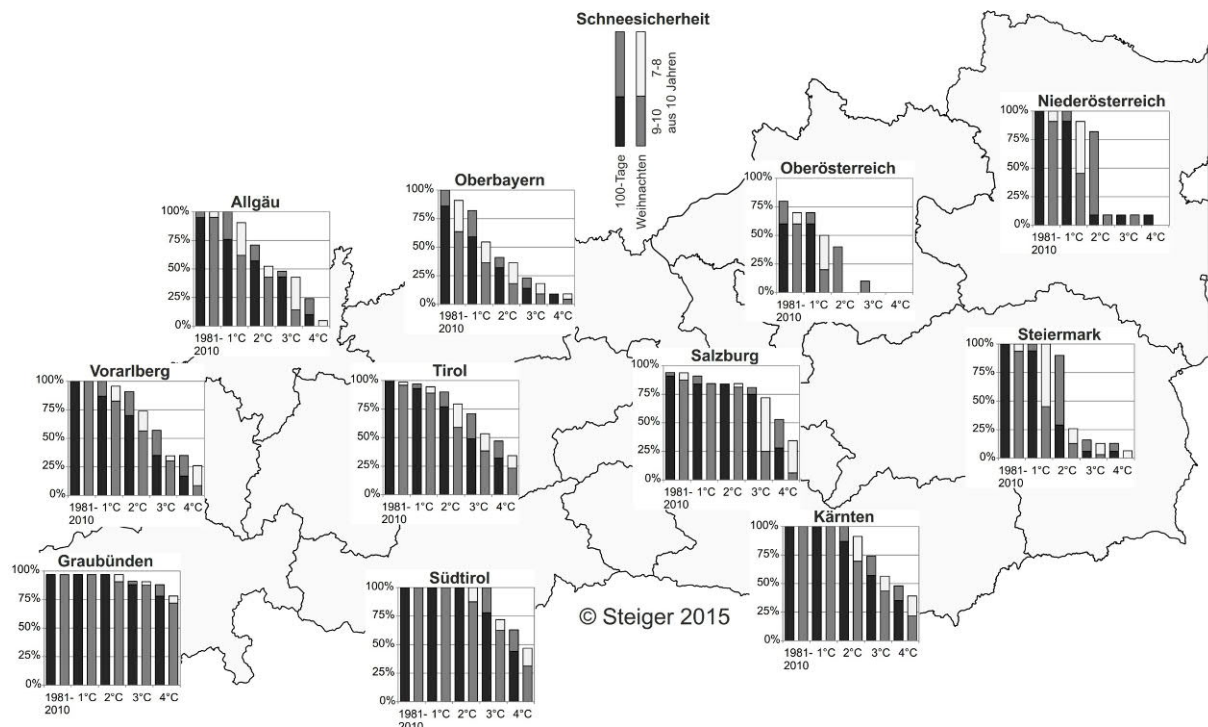 Schneesicherheit
9-10 7-8
aus 10 Jahren
100-Tage
Weihnachten
Niederösterreich
100%
75%
50%
25%
0%
1981- 1°C 2°C 3°C 4°C
2010
Oberösterreich
100%
75%
50%
25%
0%
1981- 1°C 2°C 3°C 4°C
2010
Oberbayern
100%
75%
50%
25%
0%
1981- 1°C 2°C 3°C 4°C
2010
Allgäu
100%
75%
50%
25%
0%
1981- 1°C 2°C 3°C 4°C
2010
Vorarlberg
100%
75%
50%
25%
0%
1981- 1°C 2°C 3°C 4°C
2010
Tirol
100%
75%
50%
25%
0%
1981- 1°C 2°C 3°C 4°C
2010
Salzburg
100%
75%
50%
25%
0%
1981- 1°C 2°C 3°C 4°C
2010
Steiermark
100%
75%
50%
25%
0%
1981- 1°C 2°C 3°C 4°C
2010
Graubünden
100%
75%
50%
25%
0%
1981- 1°C 2°C 3°C 4°C
2010
Südtirol
100%
75%
50%
25%
0%
1981- 1°C 2°C 3°C 4°C
2010
© Steiger 2015
Kärnten
100%
75%
50%
25%
0%
1981- 1°C 2°C 3°C 4°C
2010